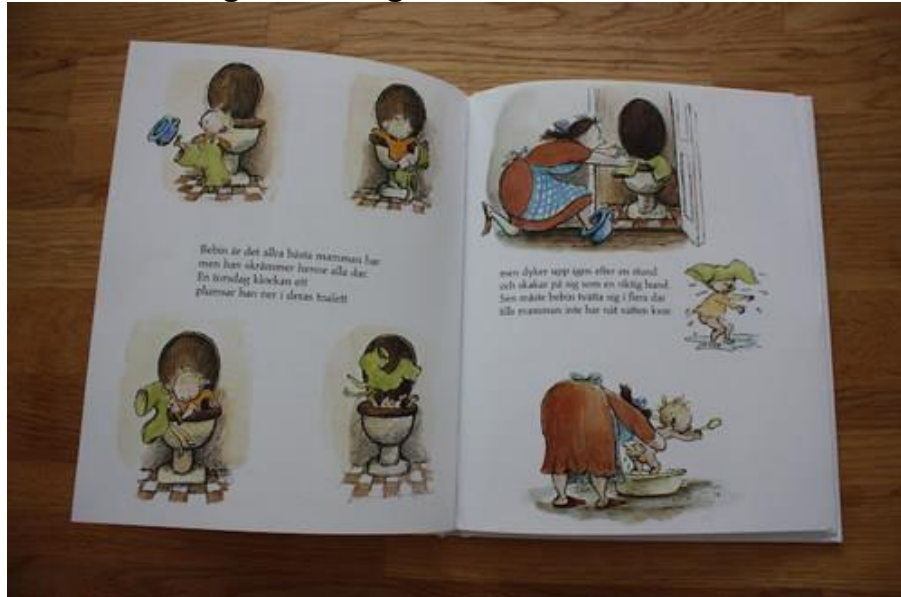 Bebin är det allra bästa mamman har
men han skrämmer henne alla dar.
En torsdag klockan ett
plumsar han ner i deras toalett
men dyker upp igen efter en stund
och skakar på sig som en riktig hund.
Sen måste bebin tvätta sig i flera dar
tills mamman inte har nåt vatten kvar.